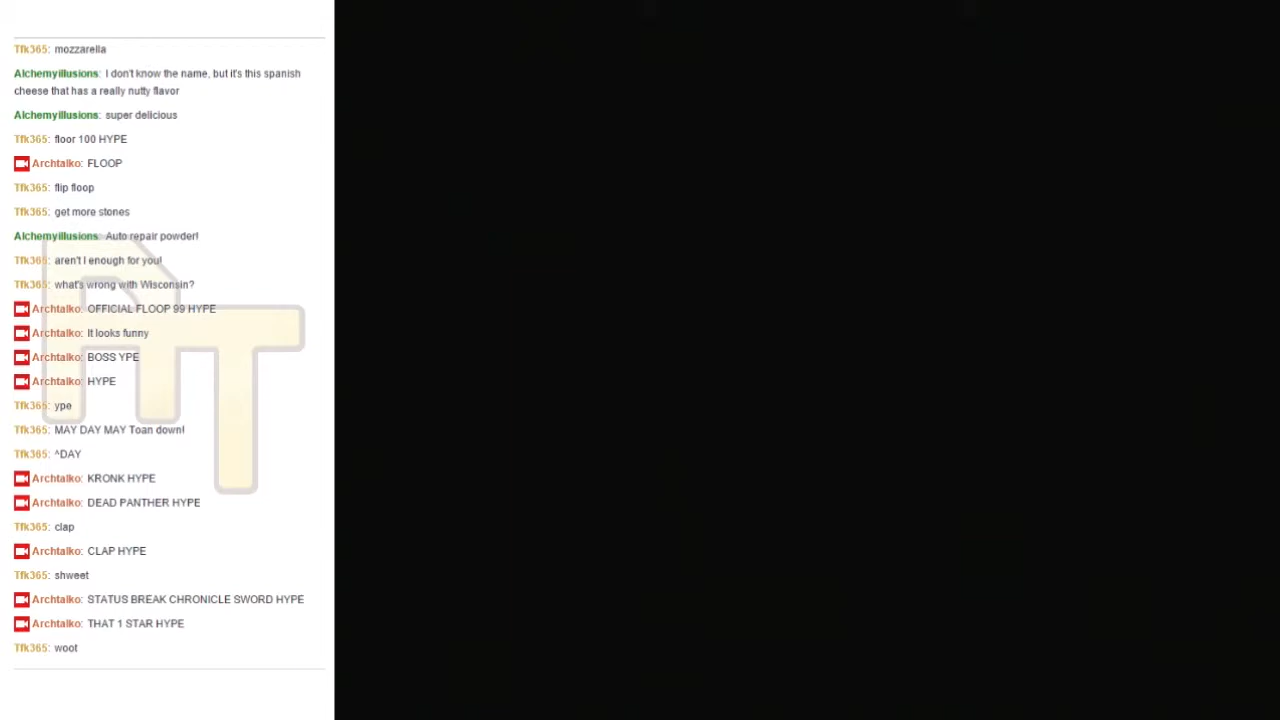 Tfk365: mozzarella
Alchemyillusions: I don't know the name, but it's this spanish
cheese that has a really nutty flavor
Alchemyillusions: super delicious
Tfk365: floor 100 HYPE
Archtalko: FLOOP
Tfk365: flip floop
Tfk365: get more stones
Alchemyillusions: Auto repair powder!
Tfk365: aren't I enough for you!
Tfk365: what's wrong with Wisconsin?
Archtalko: OFFICIAL FLOOP 99 HYPE
Archtalko: It looks funny
Archtalko: BOSS YPE
Archtalko: HYPE
Tfk365: ype
Tfk365: MAY DAY MAY Toan down!
Tfk365: ^DAY
Archtalko: KRONK HYPE
Archtalko: DEAD PANTHER HYPE
Tfk365: clap
Archtalko: CLAP HYPE
Tfk365: shweet
Archtalko: STATUS BREAK CHRONICLE SWORD HYPE
Archtalko: THAT 1 STAR HYPE
Tfk365: woot